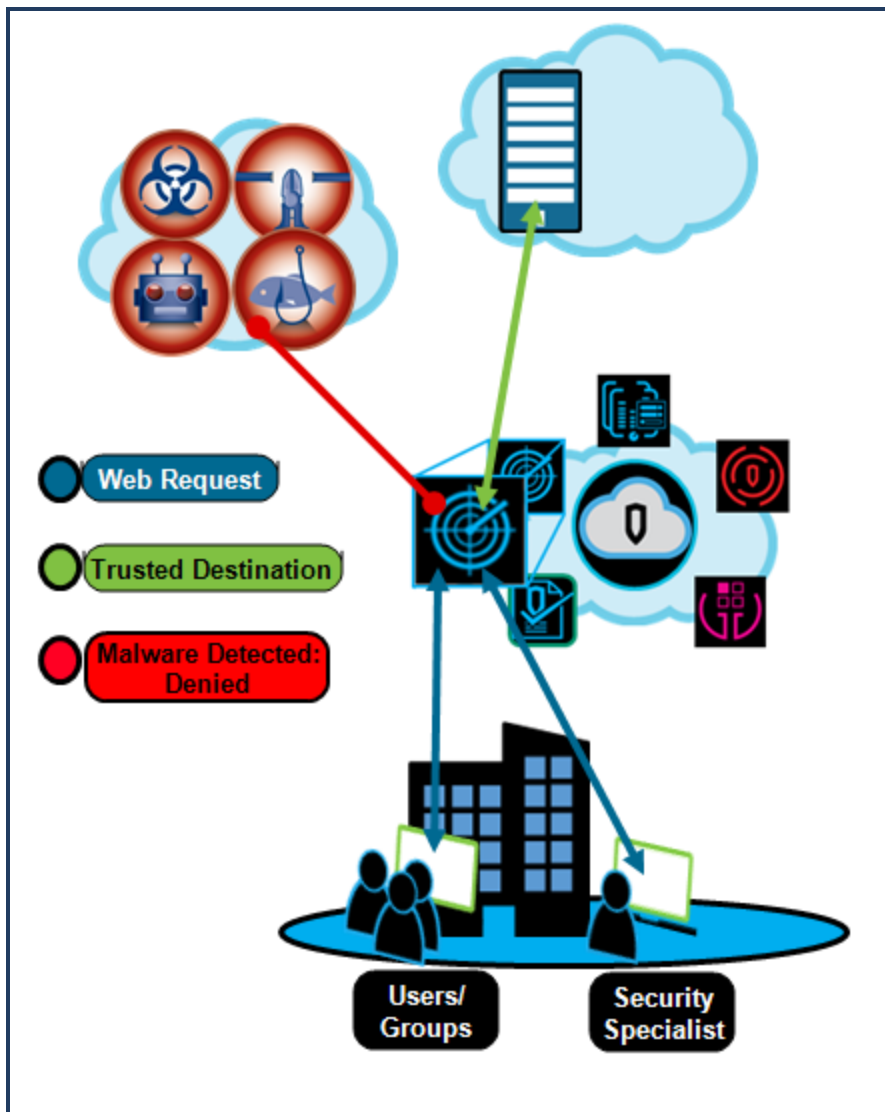 Web Request
Trusted Destination
Malware Detected:
Denied
Users/
Groups
Security
Specialist